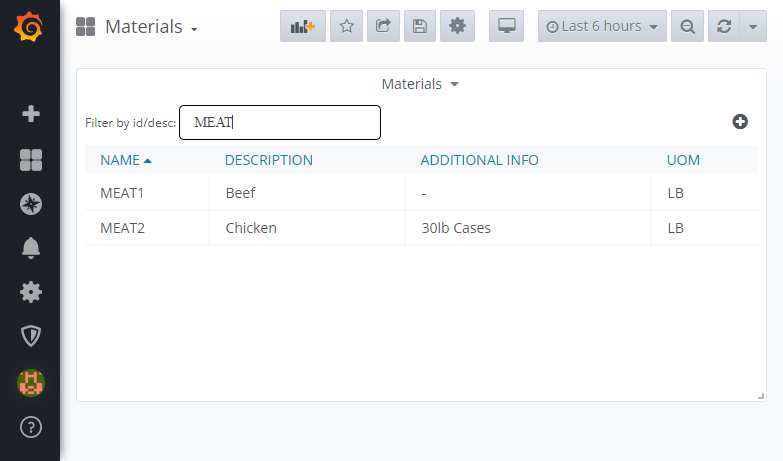 Materials
Last 6 hours
Materials
Filter by id/desc: MEAT
NAME DESCRIPTION ADDITIONAL INFO UOM
MEAT1 Beef - LB
MEAT2 Chicken 30lb Cases LB